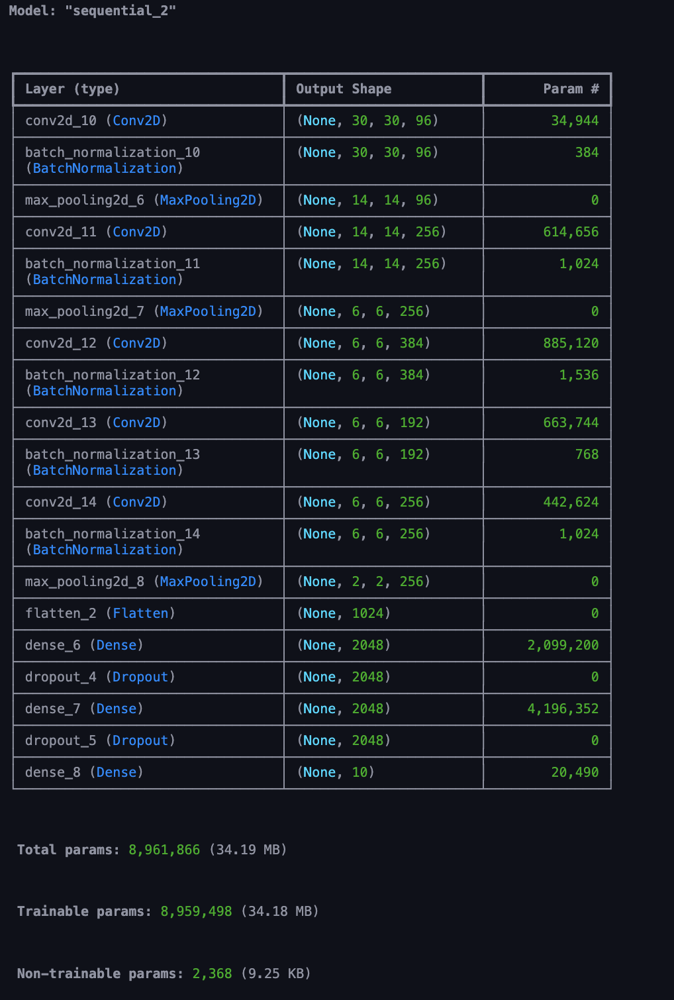 Model: "sequential_2"
Layer (type) Output Shape Param #
conv2d_10 (Conv2D) (None, 30, 30, 96) 34,944
batch_normalization_10 (None, 30, 30, 96) 384
(BatchNormalization)
max_pooling2d_6 (MaxPooling2D) (None, 14, 14, 96) 0
conv2d_11 (Conv2D) (None, 14, 14, 256) 614,656
batch_normalization_11 (None, 14, 14, 256) 1,024
(BatchNormalization)
max_pooling2d_7 (MaxPooling2D) (None, 6, 6, 256) 0
conv2d_12 (Conv2D) (None, 6, 6, 384) 885,120
batch_normalization_12 (None, 6, 6, 384) 1,536
(BatchNormalization)
conv2d_13 (Conv2D) (None, 6, 6, 192) 663,744
batch_normalization_13 (None, 6, 6, 192) 768
(BatchNormalization)
conv2d_14 (Conv2D) (None, 6, 6, 256) 442,624
batch_normalization_14 (None, 6, 6, 256) 1,024
(BatchNormalization)
max_pooling2d_8 (MaxPooling2D) (None, 2, 2, 256) 0
flatten_2 (Flatten) (None, 1024) 0
dense_6 (Dense) (None, 2048) 2,099,200
dropout_4 (Dropout) (None, 2048) 0
dense_7 (Dense) (None, 2048) 4,196,352
dropout_5 (Dropout) (None, 2048) 0
dense_8 (Dense) (None, 10) 20,490
Total params: 8,961,866 (34.19 MB)
Trainable params: 8,959,498 (34.18 MB)
Non-trainable params: 2,368 (9.25 KB)